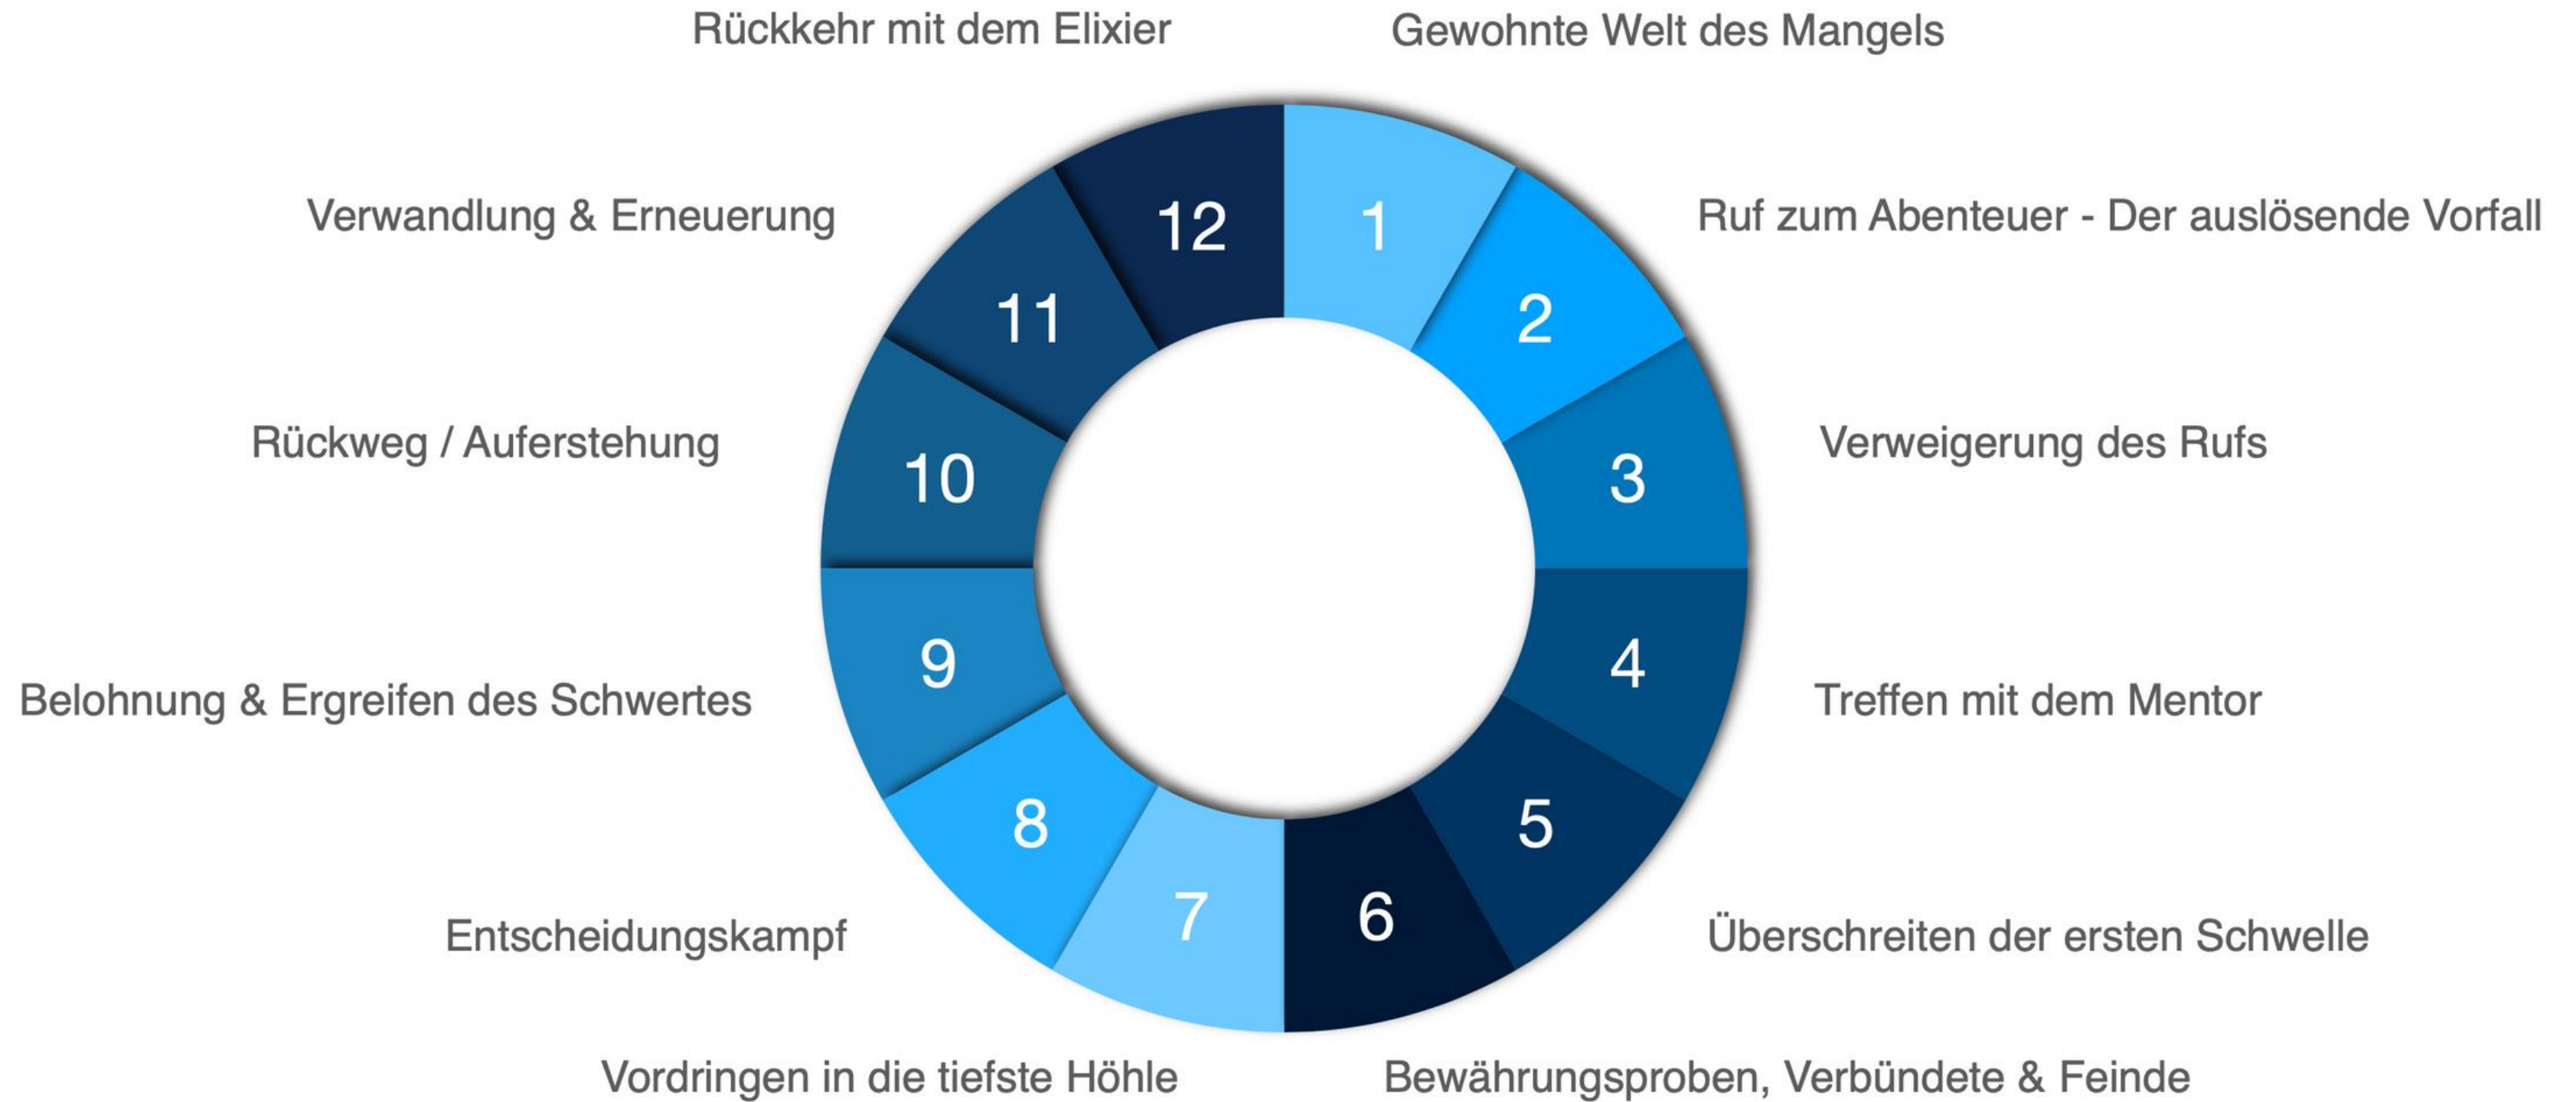 Rückkehr mit dem Elixier
Gewohnte Welt des Mangels
Verwandlung & Erneuerung
12
1
Ruf zum Abenteuer - Der auslösende Vorfall
11
2
Rückweg / Auferstehung
10
3
Verweigerung des Rufs
Belohnung & Ergreifen des Schwertes
9
4
Treffen mit dem Mentor
8
5
Entscheidungskampf
7
6
Überschreiten der ersten Schwelle
Vordringen in die tiefste Höhle
Bewährungsproben, Verbündete & Feinde